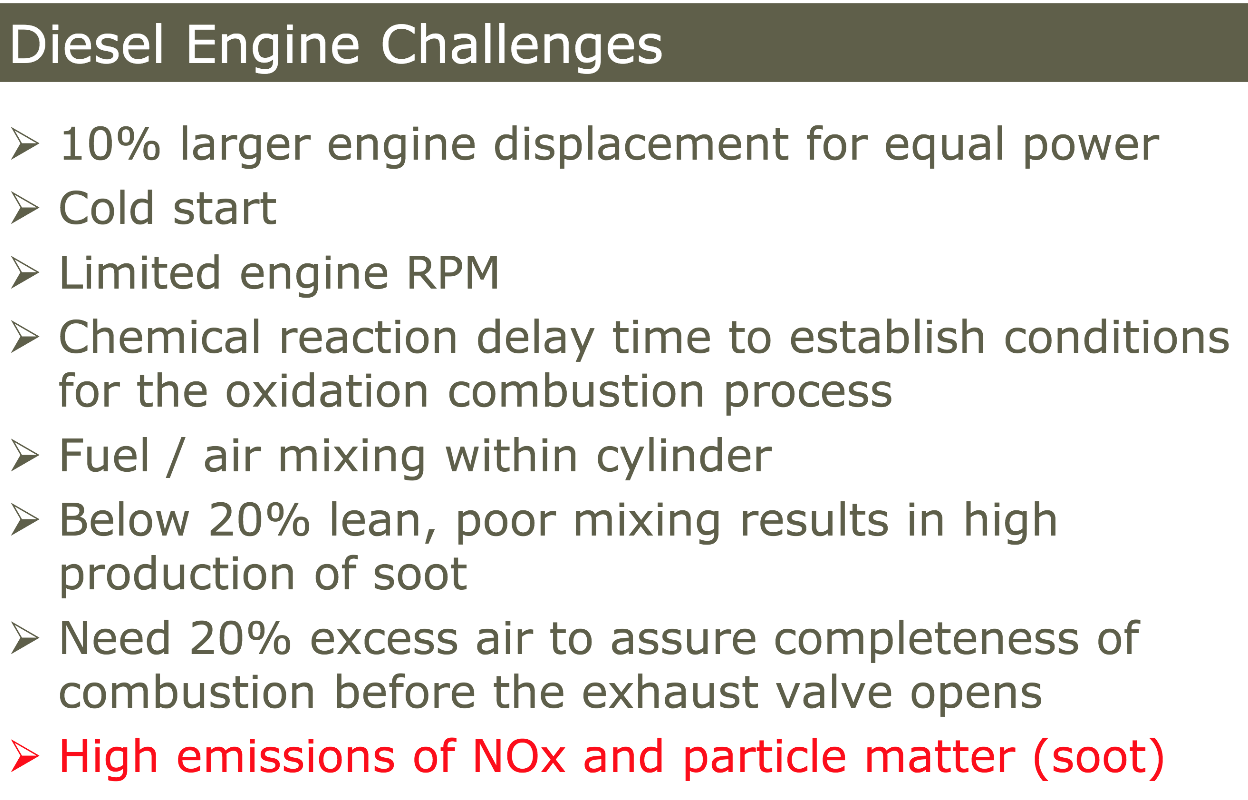 Diesel Engine Challenges
➢ 10% larger engine displacement for equal power
➢ Cold start
➢ Limited engine RPM
➢ Chemical reaction delay time to establish conditions
for the oxidation combustion process
➢ Fuel / air mixing within cylinder
➢ Below 20% lean, poor mixing results in high
production of soot
➢ Need 20% excess air to assure completeness of
combustion before the exhaust valve opens
➢ High emissions of NOx and particle matter (soot)